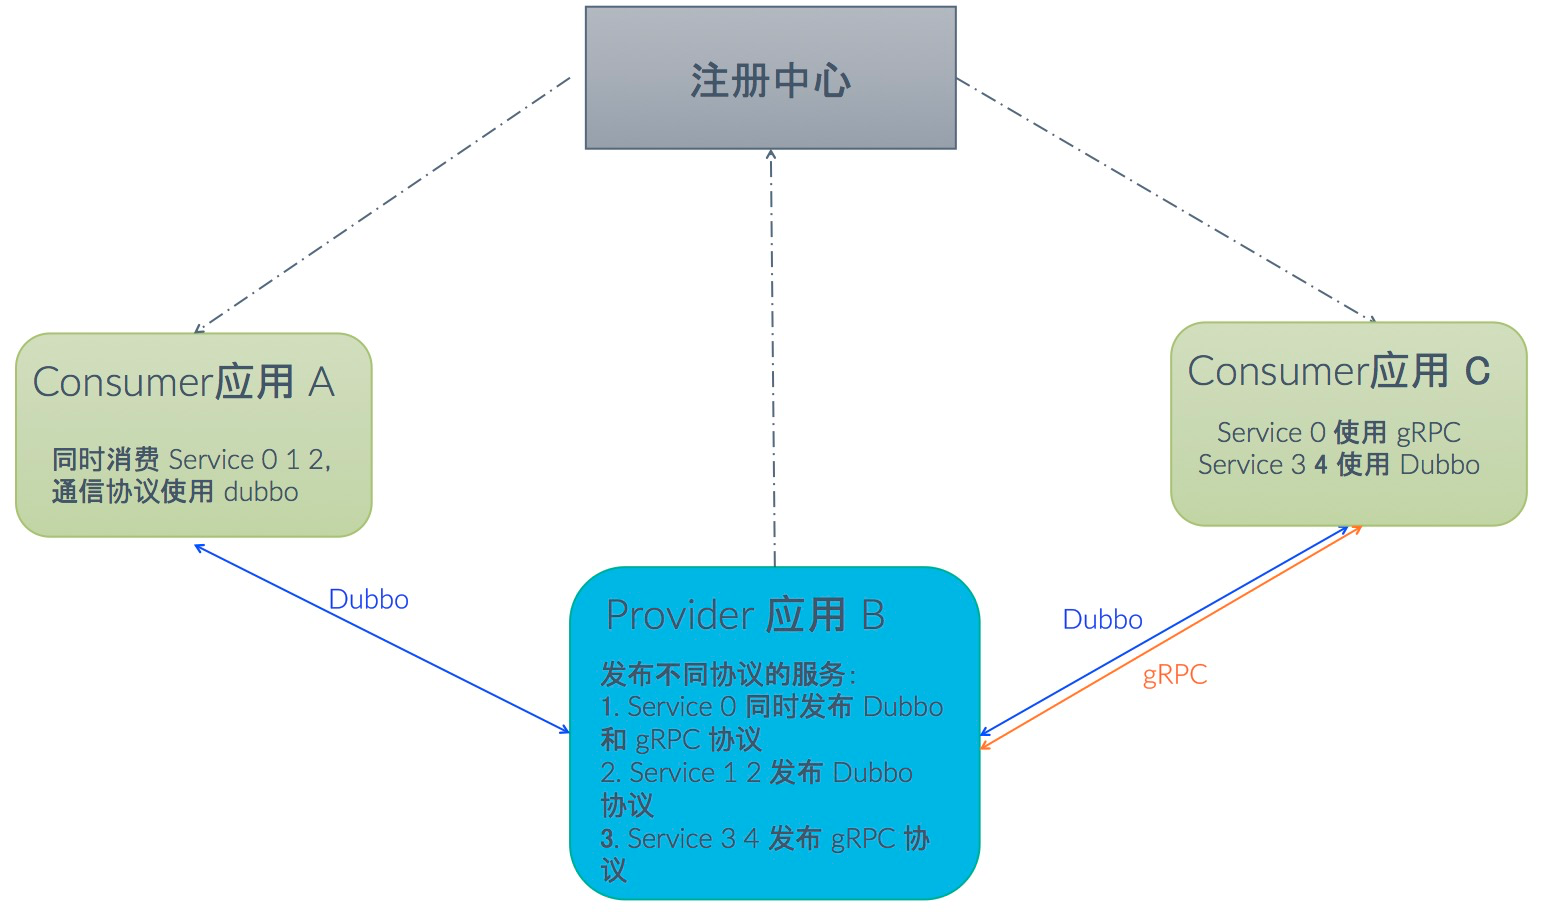 注册中心
Consumer应用 A
同时消费 Service 0 1 2,
通信协议使用 dubbo
Consumer应用 C
Service 0 使用 gRPC
Service 3 4 使用 Dubbo
Dubbo
Dubbo
gRPC
Provider 应用 B
发布不同协议的服务:
1. Service 0 同时发布 Dubbo
和 gRPC 协议
2. Service 1 2 发布 Dubbo
协议
3. Service 3 4 发布 gRPC 协
议